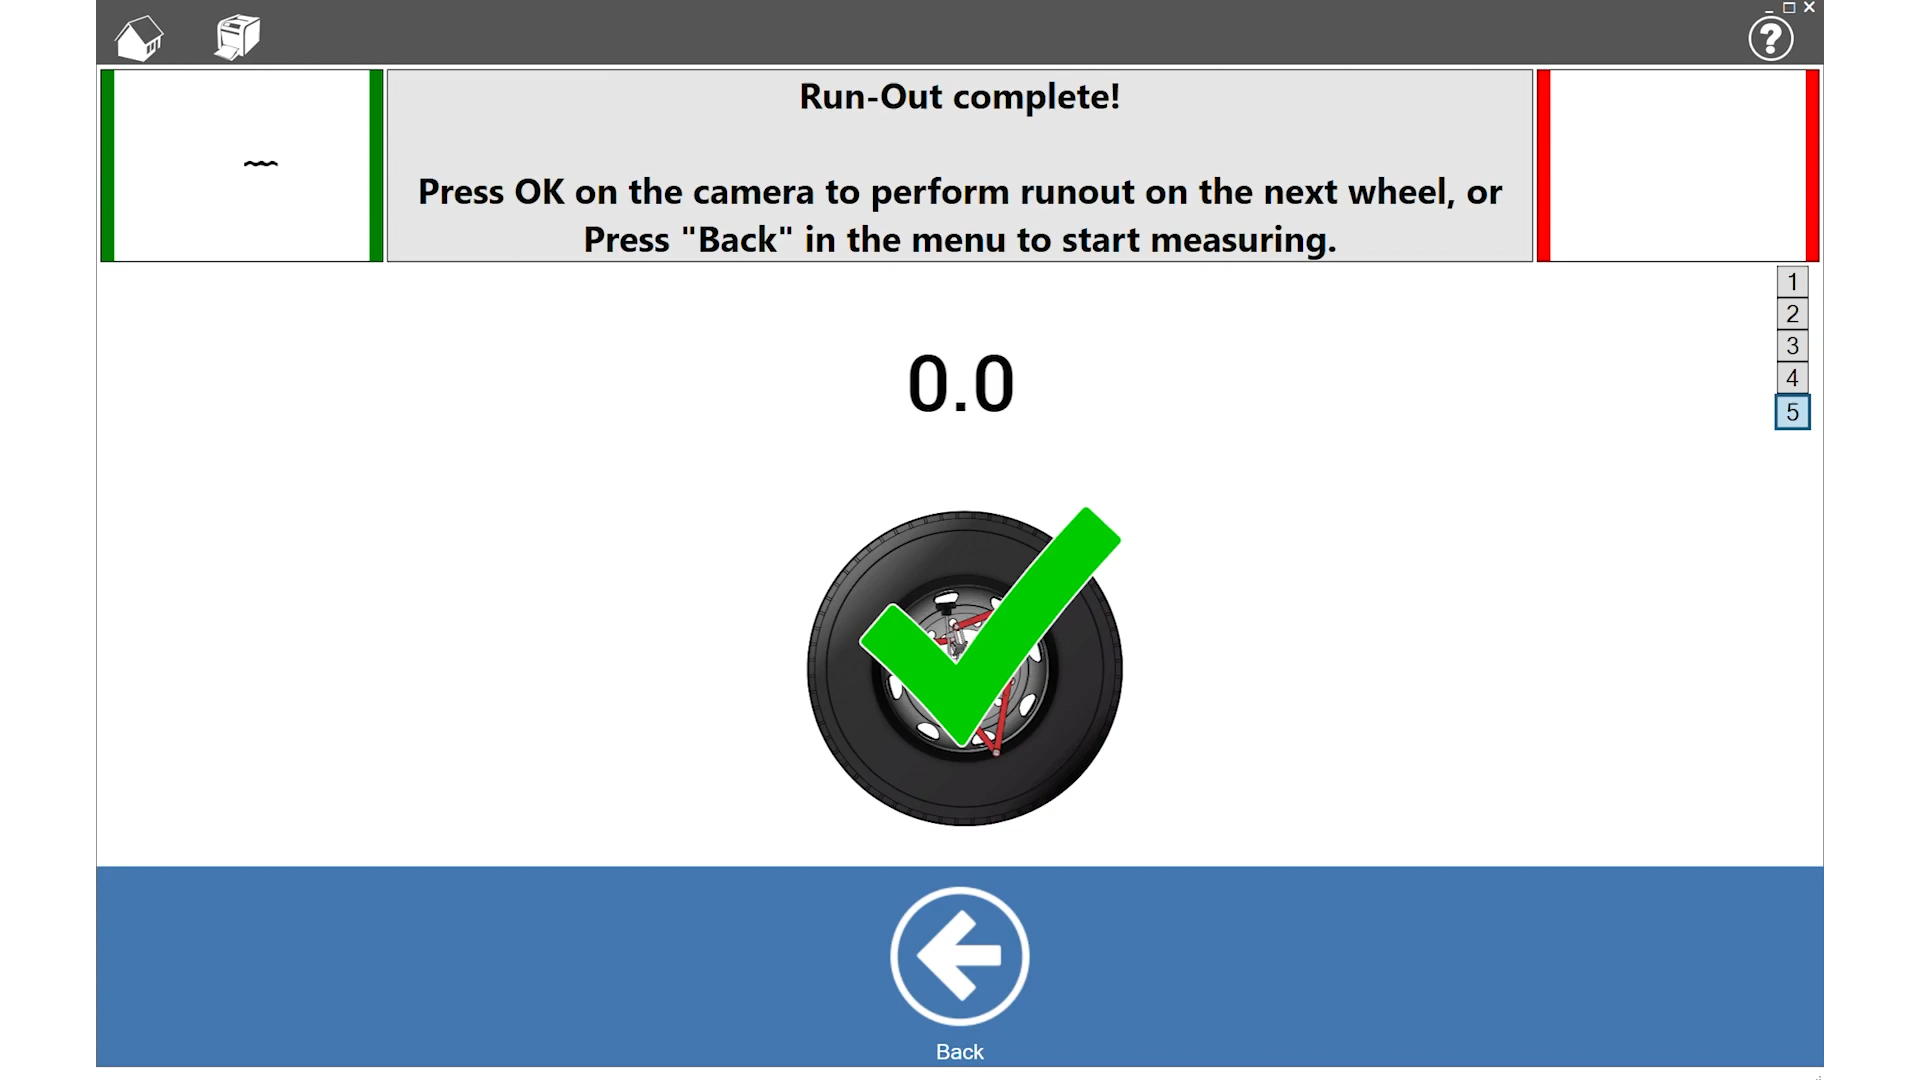 ?
Run-Out complete!
Press OK on the camera to perform runout on the next wheel, or
Press "Back" in the menu to start measuring.
1
2
3
4
5
0.0
Back